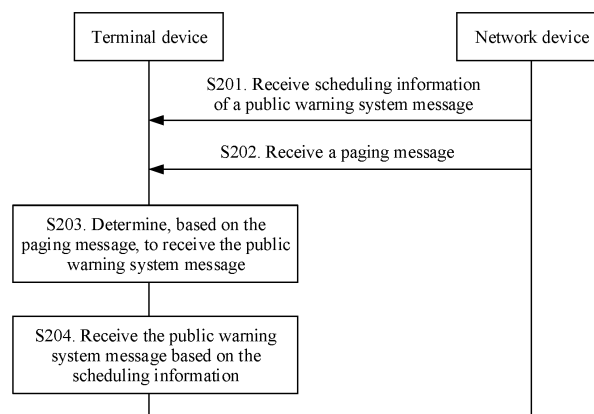 Terminal device
Network device
S201. Receive scheduling information
of a public warning system message
S202. Receive a paging message
S203. Determine, based on the
paging message, to receive the public
warning system message
S204. Receive the public warning
system message based on the
scheduling information